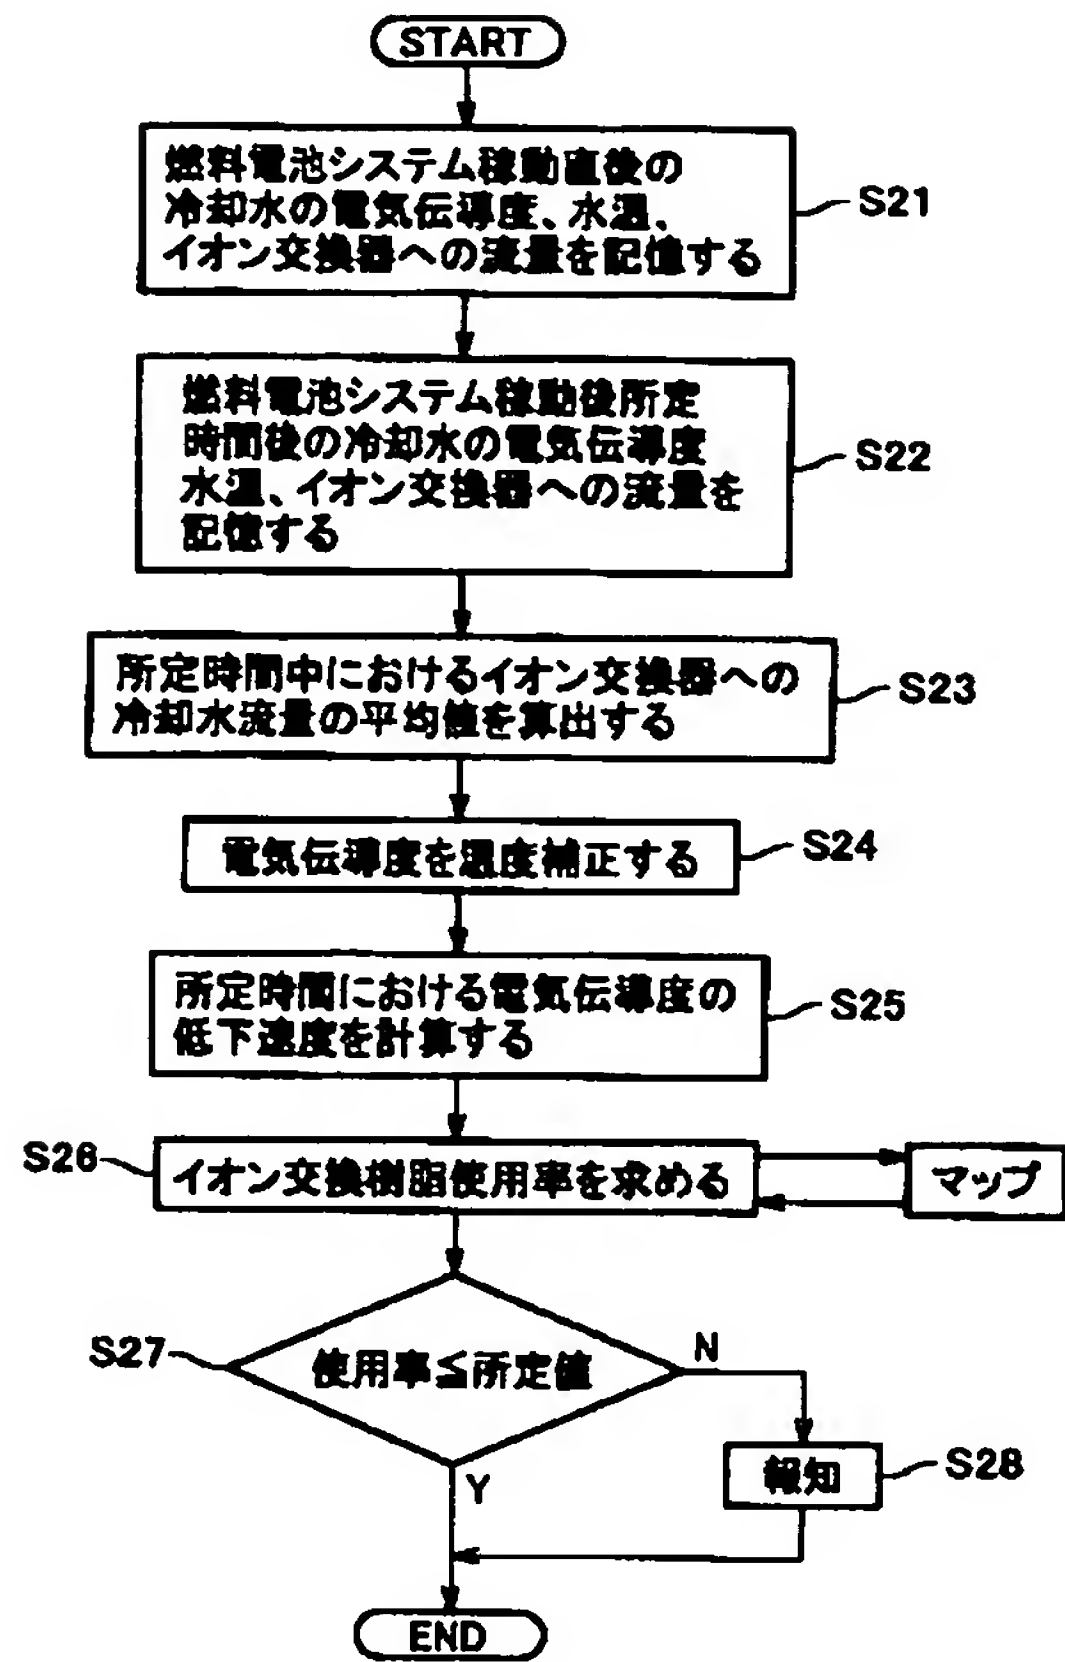 START
燃料電池システム稼動直後の
冷却水の電気伝導度、水温、
イオン交換器への流量を記憶する
S21
燃料電池システム稼動後所定
時間後の冷却水の電気伝導度
水温、イオン交換器への流量を
記憶する
S22
所定時間中におけるイオン交換器への
冷却水流量の平均値を算出する
S23
電気伝導度を温度補正する
S24
所定時間における電気伝導度の
低下速度を計算する
S25
S26
イオン交換樹脂使用率を求める
マップ
S27
使用率≦所定値
N
Y
報知
S28
END